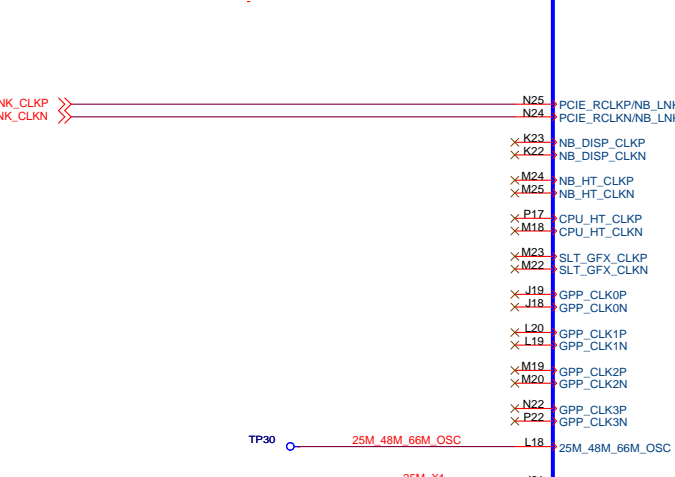 NK_CLKP N25 PCIE_RCLKP/NB_LNK
NK_CLKN N24 PCIE_RCLKN/NB_LNK
K23 NB_DISP_CLKP
K22 NB_DISP_CLKN
M24 NB_HT_CLKP
M25 NB_HT_CLKN
P17 CPU_HT_CLKP
M18 CPU_HT_CLKN
M23 SLT_GFX_CLKP
M22 SLT_GFX_CLKN
J19 GPP_CLK0P
J18 GPP_CLK0N
L20 GPP_CLK1P
L19 GPP_CLK1N
M19 GPP_CLK2P
M20 GPP_CLK2N
N22 GPP_CLK3P
P22 GPP_CLK3N
TP30 25M_48M_66M_OSC L18 25M_48M_66M_OSC
25M_X1